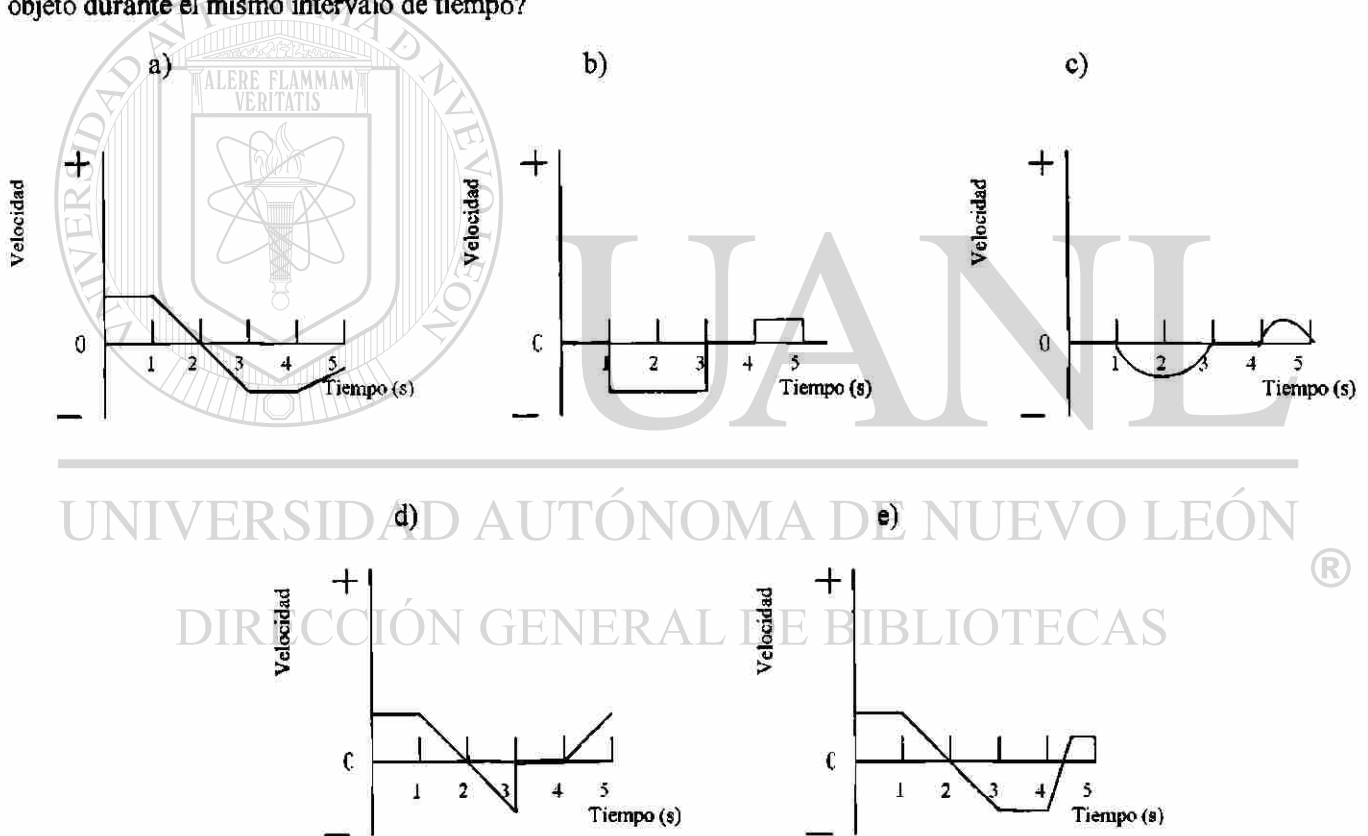 objeto durante el mismo intervalo de tiempo?
a)
b)
c)
ALERE FLAMMAM
VERITATIS
UANL
+
Velocidad
0
1 2 3 4 5
Tiempo (s)
—
+
Velocidad
0
1 2 3 4 5
Tiempo (s)
—
+
Velocidad
0
1 2 3 4 5
Tiempo (s)
—
UNIVERSIDAD AUTÓNOMA DE NUEVO LEÓN
®
DIRECCIÓN GENERAL DE BIBLIOTECAS
d)
e)
+
Velocidad
0
1 2 3 4 5
Tiempo (s)
—
+
Velocidad
0
1 2 3 4 5
Tiempo (s)
—